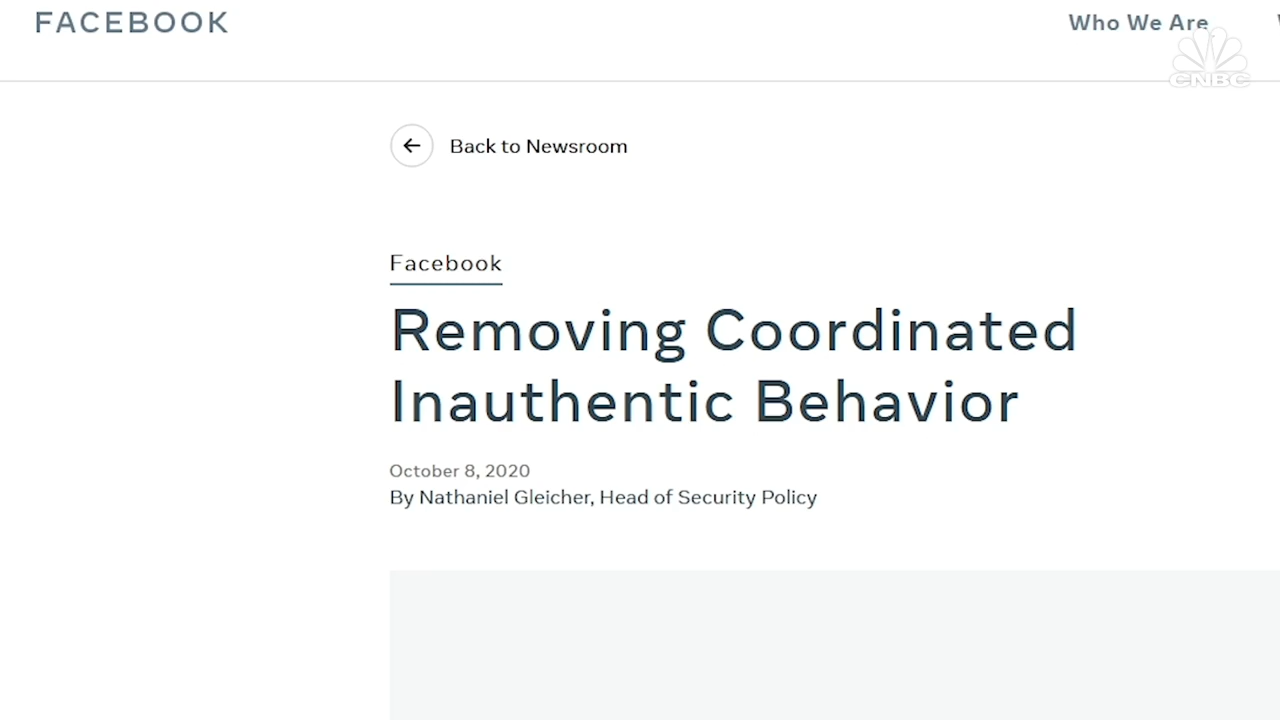 FACEBOOK
Who We Are
CNBC
Back to Newsroom
Facebook
Removing Coordinated
Inauthentic Behavior
October 8, 2020
By Nathaniel Gleicher, Head of Security Policy